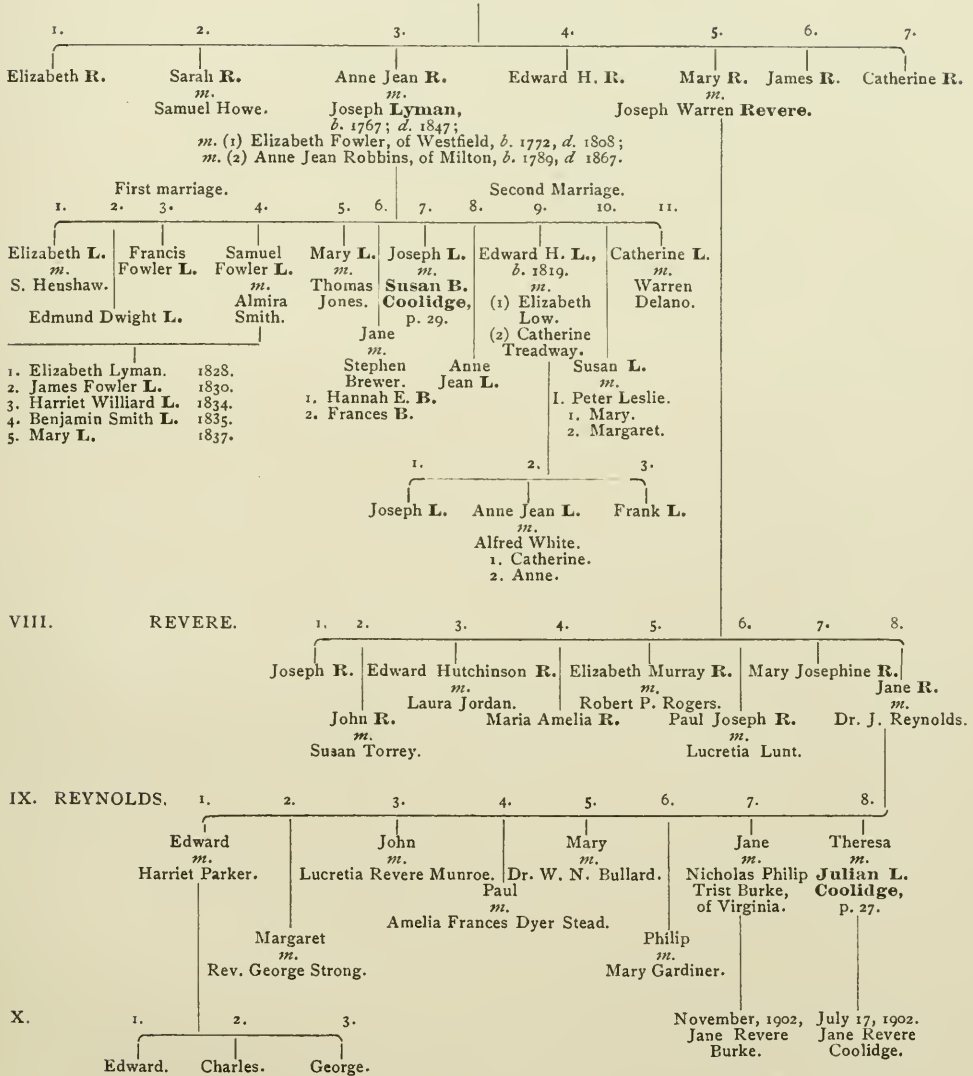 1. 2. 3. 4. 5. 6. 7.
Elizabeth R. Sarah R. Anne Jean R. Edward H. R. Mary R. James R. Catherine R.
m. m. m.
Samuel Howe. Joseph Lyman, Joseph Warren Revere.
b. 1767; d. 1847;
m. (1) Elizabeth Fowler, of Westfield, b. 1772, d. 1808;
m. (2) Anne Jean Robbins, of Milton, b. 1789, d 1867.
First marriage. Second Marriage.
1. 2. 3. 4. 5. 6. 7. 8. 9. 10. 11.
Elizabeth L. Francis Samuel Mary L. Joseph L. Edward H. L., Catherine L.
m. Fowler L. Fowler L. m. m. b. 1819. m.
S. Henshaw. m. Thomas Susan B. m. Warren
Almira Jones. Coolidge, (1) Elizabeth Delano.
Edmund Dwight L. Smith. p. 29. Low.
Jane (2) Catherine
m. Treadway.
Stephen Anne Susan L.
Brewer. Jean L. m.
1. Elizabeth Lyman. 1828.
2. James Fowler L. 1830.
3. Harriet Williard L. 1834.
4. Benjamin Smith L. 1835.
5. Mary L. 1837.
1. Hannah E. B. I. Peter Leslie.
2. Frances B. 1. Mary.
2. Margaret.
1. 2. 3.
Joseph L. Anne Jean L. Frank L.
m.
Alfred White.
1. Catherine.
2. Anne.
VIII. REVERE. 1. 2. 3. 4. 5. 6. 7. 8.
Joseph R. Edward Hutchinson R. Elizabeth Murray R. Mary Josephine R.
m. m. Jane R.
Laura Jordan. Robert P. Rogers. m.
John R. Maria Amelia R. Paul Joseph R. Dr. J. Reynolds.
m. m.
Susan Torrey. Lucretia Lunt.
IX. REYNOLDS. 1. 2. 3. 4. 5. 6. 7. 8.
Edward John Mary Jane Theresa
m. m. m. m. m.
Harriet Parker. Lucretia Revere Munroe. Dr. W. N. Bullard. Nicholas Philip Julian L.
Paul Trist Burke, Coolidge,
m. of Virginia. p. 27.
Amelia Frances Dyer Stead.
Margaret Philip
m. m.
Rev. George Strong. Mary Gardiner.
X. 1. 2. 3. November, 1902, July 17, 1902.
Jane Revere Jane Revere
Burke. Coolidge.
Edward. Charles. George.